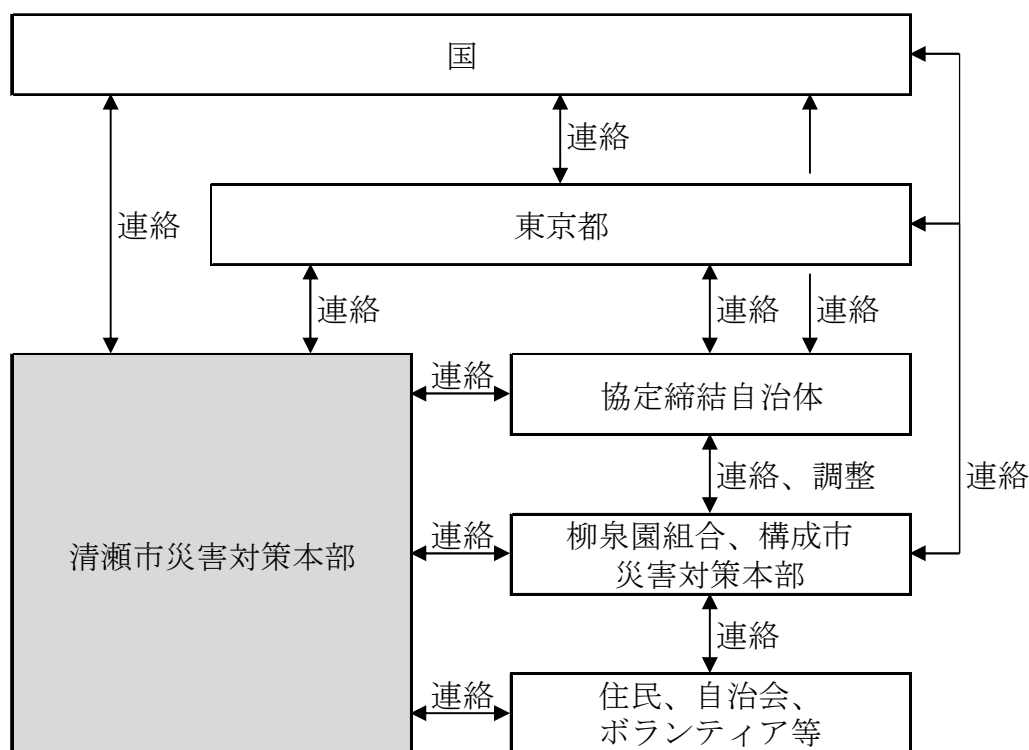 国
連絡
連絡
東京都
連絡
連絡
連絡
連絡
協定締結自治体
連絡、調整
連絡
清瀬市災害対策本部
連絡
柳泉園組合、構成市
災害対策本部
連絡
連絡
住民、自治会、
ボランティア等